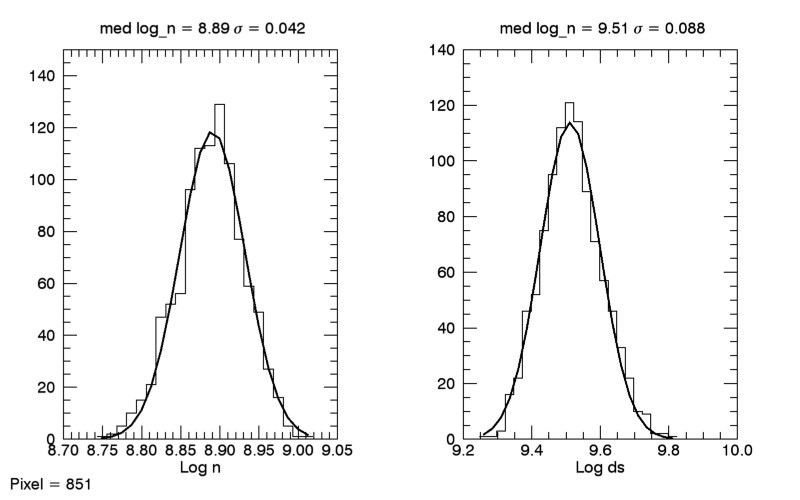 med log_n = 8.89 σ = 0.042
140
120
100
80
60
40
20
0
8.70 8.75 8.80 8.85 8.90 8.95 9.00 9.05
Log n
med log_n = 9.51 σ = 0.088
140
120
100
80
60
40
20
0
9.2 9.4 9.6 9.8 10.0
Log ds
Pixel = 851